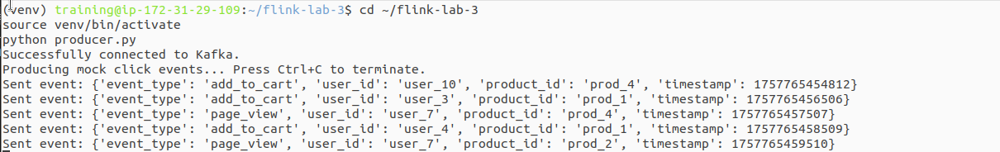 (venv) training@ip-172-31-29-109:~/flink-lab-3$ cd ~/flink-lab-3
source venv/bin/activate
python producer.py
Successfully connected to Kafka.
Producing mock click events... Press Ctrl+C to terminate.
Sent event: {'event_type': 'add_to_cart', 'user_id': 'user_10', 'product_id': 'prod_4', 'timestamp': 1757765454812}
Sent event: {'event_type': 'add_to_cart', 'user_id': 'user_3', 'product_id': 'prod_1', 'timestamp': 1757765456506}
Sent event: {'event_type': 'page_view', 'user_id': 'user_7', 'product_id': 'prod_4', 'timestamp': 1757765457507}
Sent event: {'event_type': 'add_to_cart', 'user_id': 'user_4', 'product_id': 'prod_1', 'timestamp': 1757765458509}
Sent event: {'event_type': 'page_view', 'user_id': 'user_7', 'product_id': 'prod_2', 'timestamp': 1757765459510}